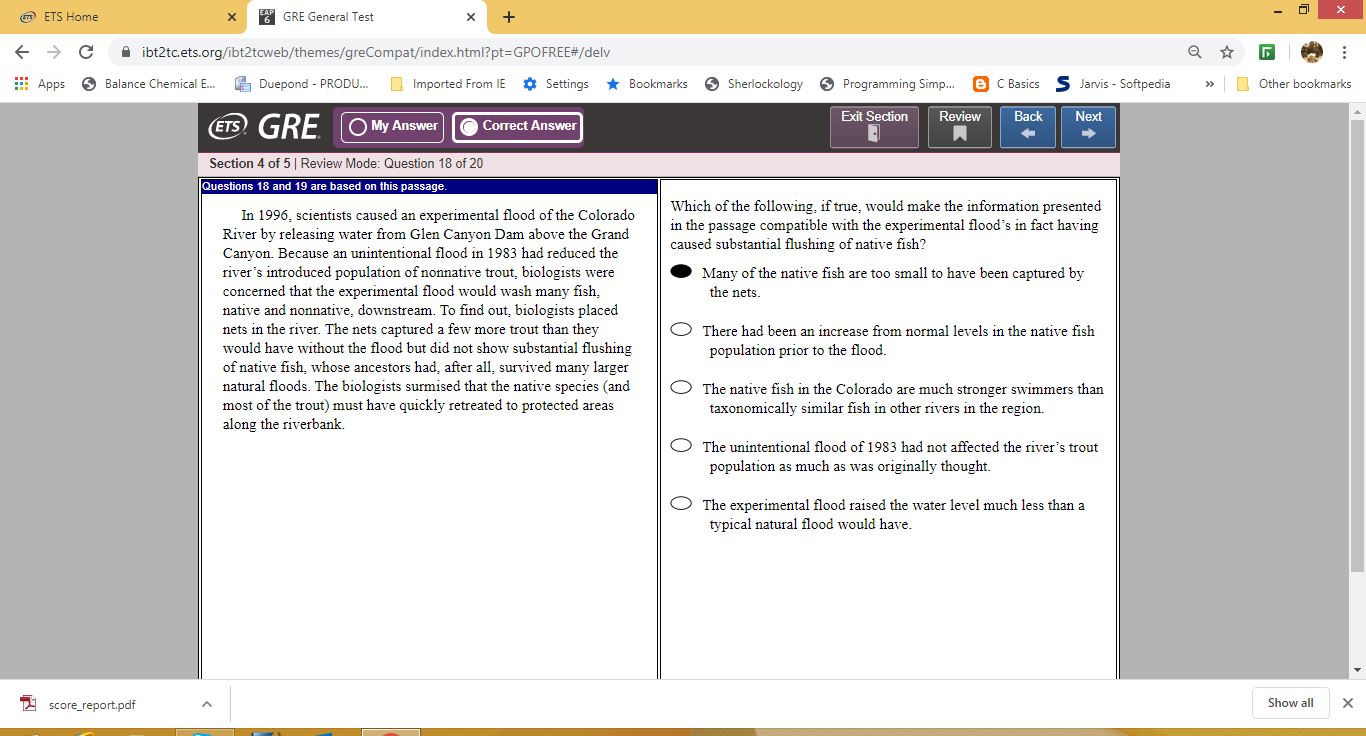 ETS Home
GRE General Test
ibt2tc.ets.org/ibt2tcweb/themes/greCompat/index.html?pt=GPOFREE#/delv
Apps
Balance Chemical E...
Duepond - PRODU...
Imported From IE
Settings
Bookmarks
Sherlockology
Programming Simp...
C Basics
Jarvis - Softpedia
»
Other bookmarks
ETS GRE
My Answer
Correct Answer
Exit Section
Review
Back
Next
Section 4 of 5 | Review Mode: Question 18 of 20
Questions 18 and 19 are based on this passage.
In 1996, scientists caused an experimental flood of the Colorado
River by releasing water from Glen Canyon Dam above the Grand
Canyon. Because an unintentional flood in 1983 had reduced the
river's introduced population of nonnative trout, biologists were
concerned that the experimental flood would wash many fish,
native and nonnative, downstream. To find out, biologists placed
nets in the river. The nets captured a few more trout than they
would have without the flood but did not show substantial flushing
of native fish, whose ancestors had, after all, survived many larger
natural floods. The biologists surmised that the native species (and
most of the trout) must have quickly retreated to protected areas
along the riverbank.
Which of the following, if true, would make the information presented
in the passage compatible with the experimental flood's in fact having
caused substantial flushing of native fish?
Many of the native fish are too small to have been captured by
the nets.
There had been an increase from normal levels in the native fish
population prior to the flood.
The native fish in the Colorado are much stronger swimmers than
taxonomically similar fish in other rivers in the region.
The unintentional flood of 1983 had not affected the river's trout
population as much as was originally thought.
The experimental flood raised the water level much less than a
typical natural flood would have.
score_report.pdf
Show all